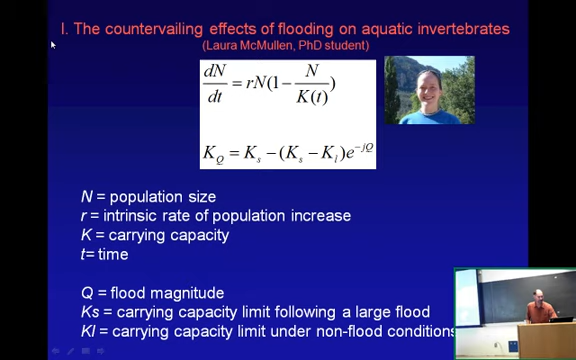 I. The countervailing effects of flooding on aquatic invertebrates
(Laura McMullen, PhD student)
dN/dt = rN(1 − N/K(t))
K_Q = K_s − (K_s − K_l)e^{−jQ}
N = population size
r = intrinsic rate of population increase
K = carrying capacity
t= time
Q = flood magnitude
Ks = carrying capacity limit following a large flood
Kl = carrying capacity limit under non-flood conditions